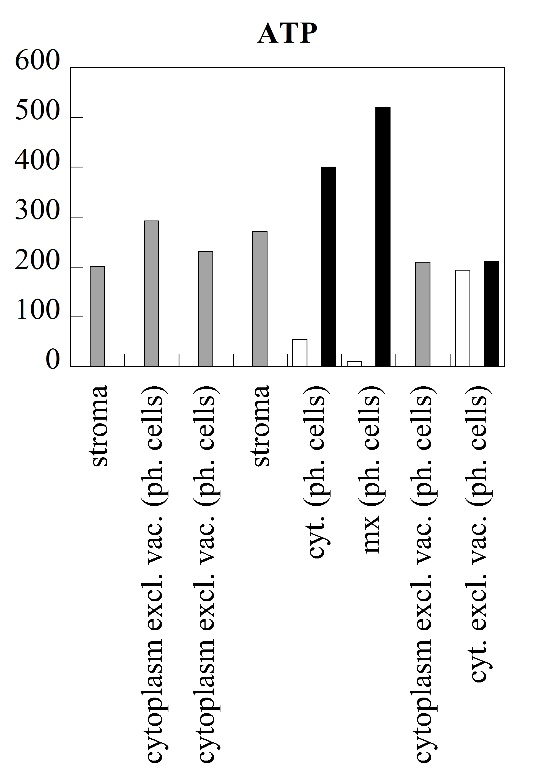 ATP
600
500
400
300
200
100
0
stroma
cytoplasm excl. vac. (ph. cells)
cytoplasm excl. vac. (ph. cells)
stroma
cyt. (ph. cells)
mx (ph. cells)
cytoplasm excl. vac. (ph. cells)
cyt. excl. vac. (ph. cells)